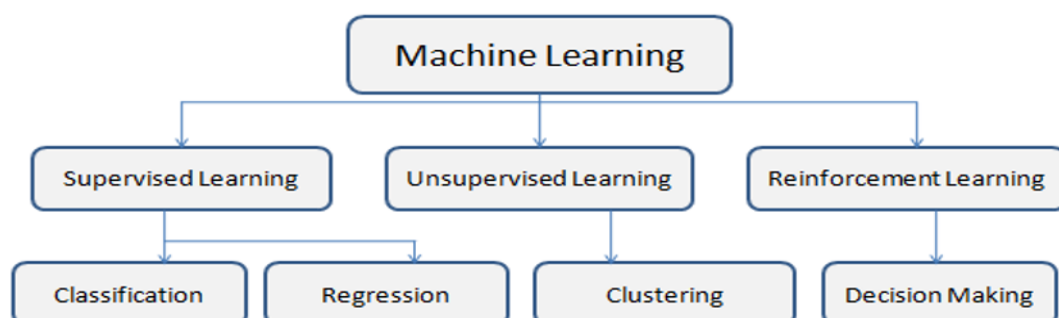 Machine Learning
Supervised Learning
Unsupervised Learning
Reinforcement Learning
Classification
Regression
Clustering
Decision Making